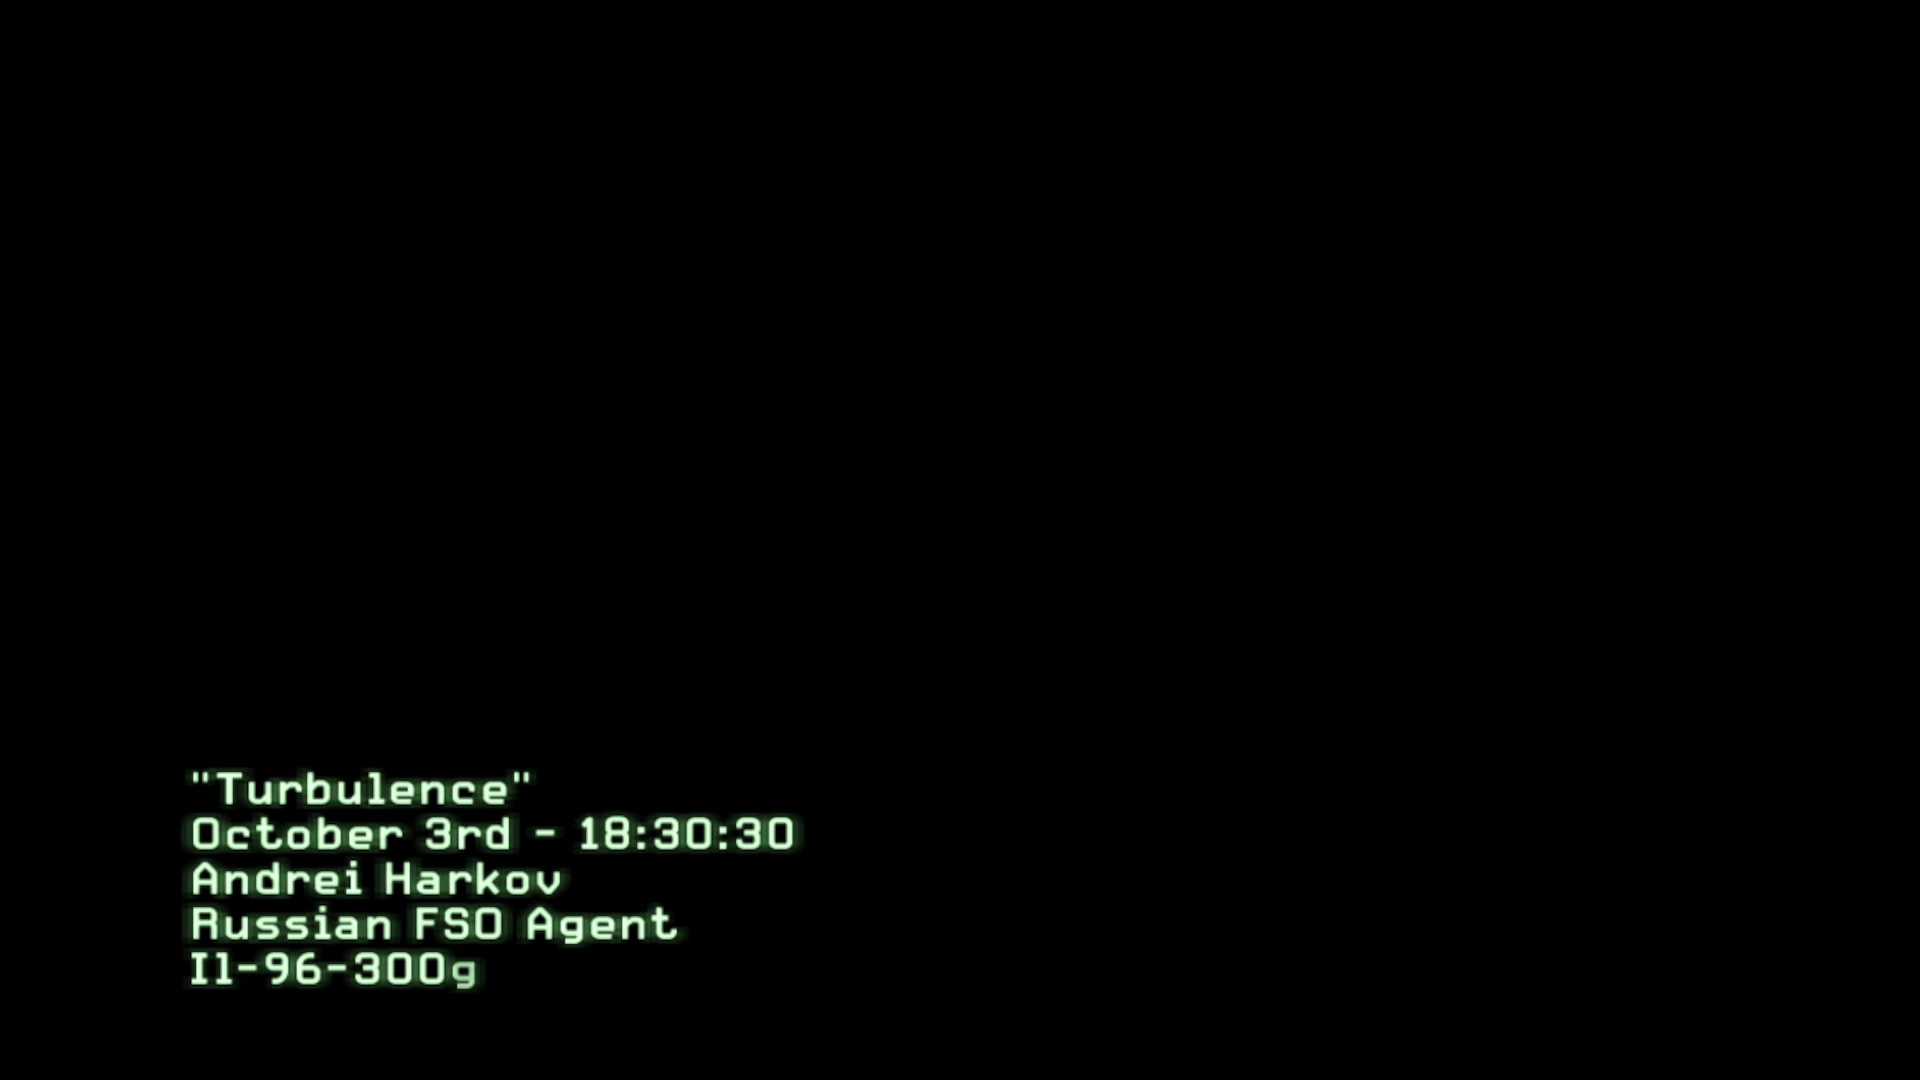 "Turbulence"
October 3rd - 18:30:30
Andrei Harkov
Russian FSO Agent
Il-96-300g